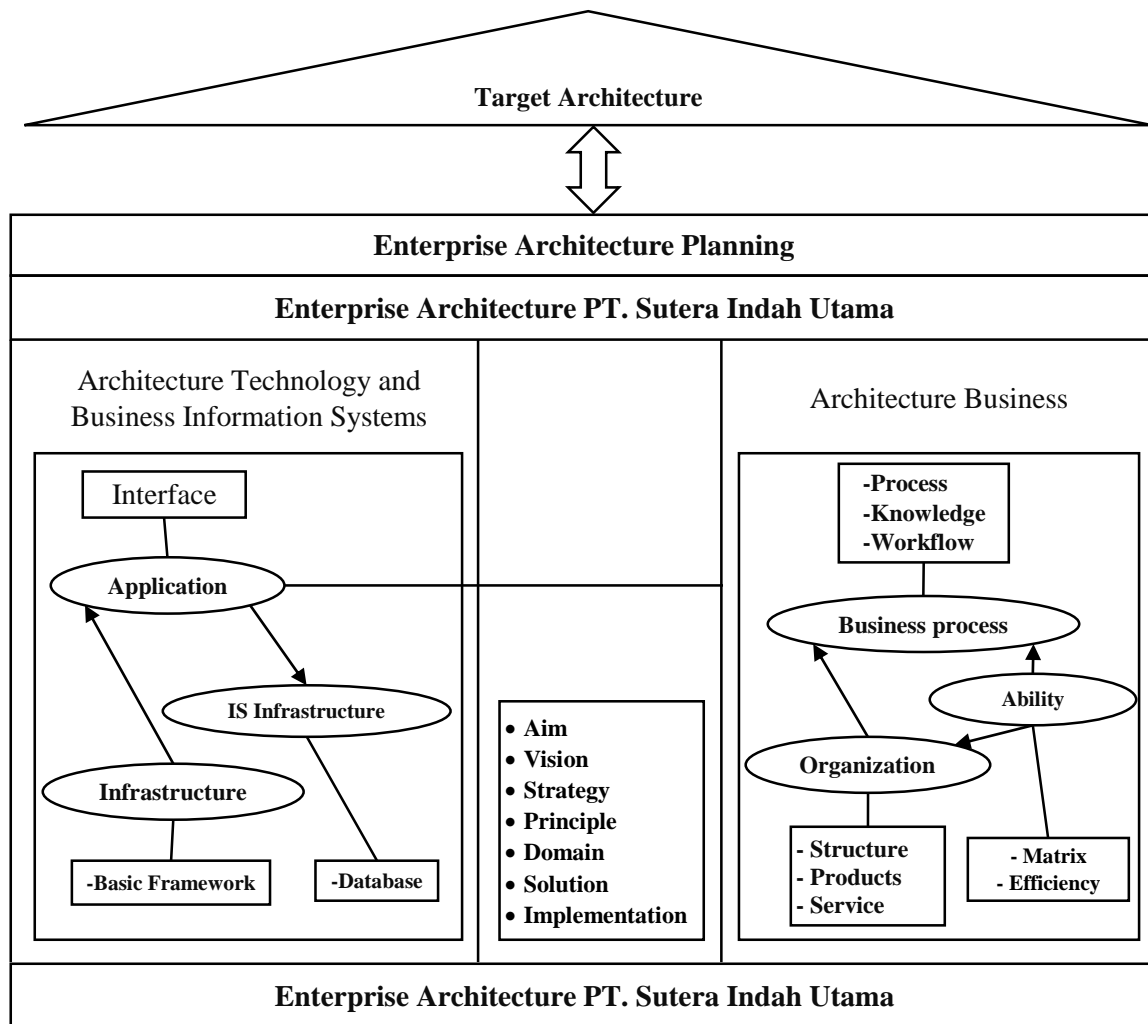 Target Architecture
Enterprise Architecture Planning
Enterprise Architecture PT. Sutera Indah Utama
Architecture Technology and
Business Information Systems
Interface
Application
IS Infrastructure
Infrastructure
-Basic Framework
-Database
• Aim
• Vision
• Strategy
• Principle
• Domain
• Solution
• Implementation
Architecture Business
-Process
-Knowledge
-Workflow
Business process
Ability
Organization
- Structure
- Products
- Service
- Matrix
- Efficiency
Enterprise Architecture PT. Sutera Indah Utama